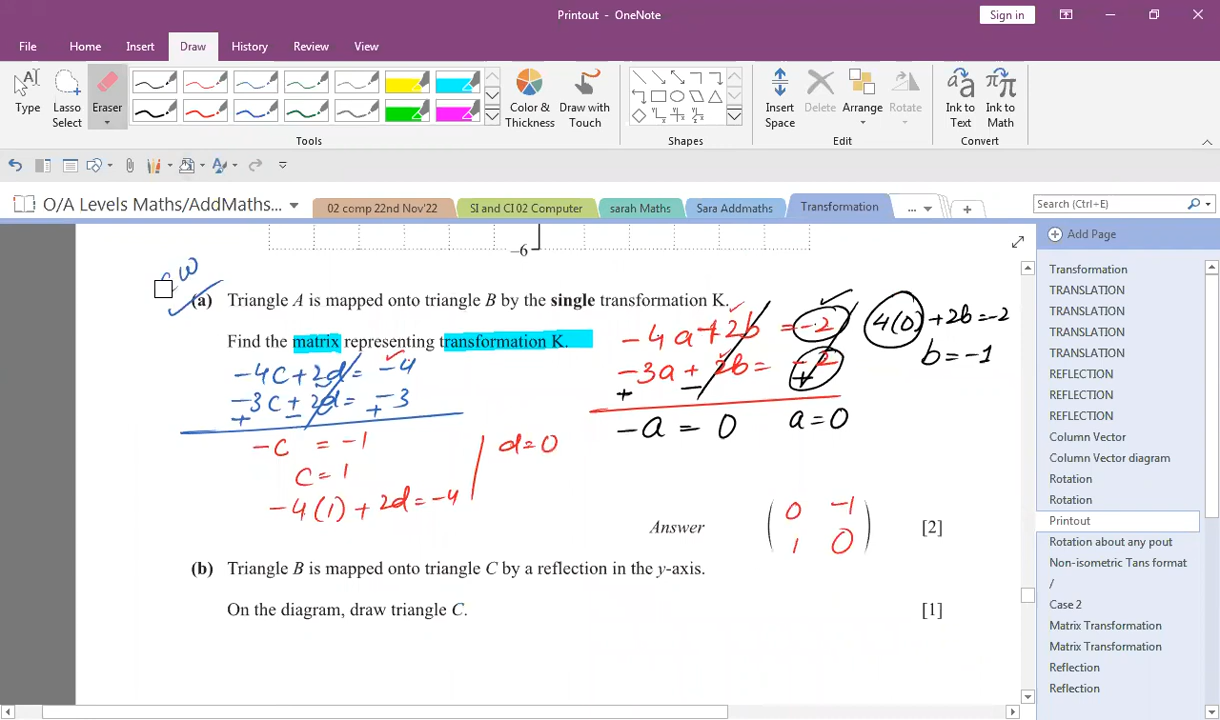 Printout - OneNote
Sign in
File Home Insert Draw History Review View
Type
Lasso Select
Eraser
Color & Thickness
Draw with Touch
Insert Space
Delete
Arrange
Rotate
Ink to Text
Ink to Math
Tools
Shapes
Edit
Convert
O/A Levels Maths/AddMaths...
02 comp 22nd Nov'22
SI and CI 02 Computer
sarah Maths
Sara Addmaths
Transformation
...
Search (Ctrl+E)
Add Page
Transformation
TRANSLATION
TRANSLATION
TRANSLATION
TRANSLATION
REFLECTION
REFLECTION
REFLECTION
Column Vector
Column Vector diagram
Rotation
Rotation
Printout
Rotation about any pout
Non-isometric Tans format
/
Case 2
Matrix Transformation
Matrix Transformation
Reflection
Reflection
-6
(a) Triangle A is mapped onto triangle B by the single transformation K.
Find the matrix representing transformation K.
-4c + 2d = -4
-3c + 2d = -3
+ - +
-c = -1
c = 1
-4(1) + 2d = -4
d = 0
-4a + 2b = -2
-3a + 2b = -2
+ - +
-a = 0 a = 0
4(0) + 2b = -2
b = -1
Answer
0 -1
1 0
[2]
(b) Triangle B is mapped onto triangle C by a reflection in the y-axis.
On the diagram, draw triangle C. [1]